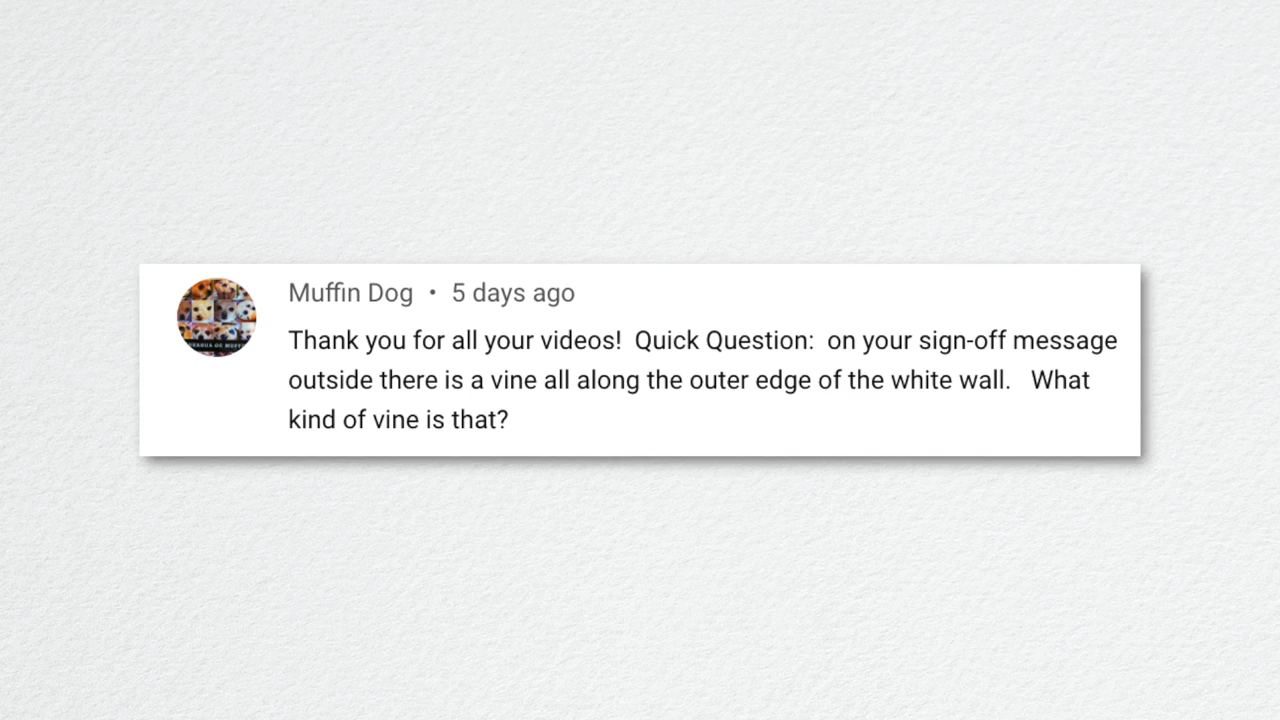 Muffin Dog • 5 days ago
Thank you for all your videos!  Quick Question:  on your sign-off message
outside there is a vine all along the outer edge of the white wall.   What
kind of vine is that?